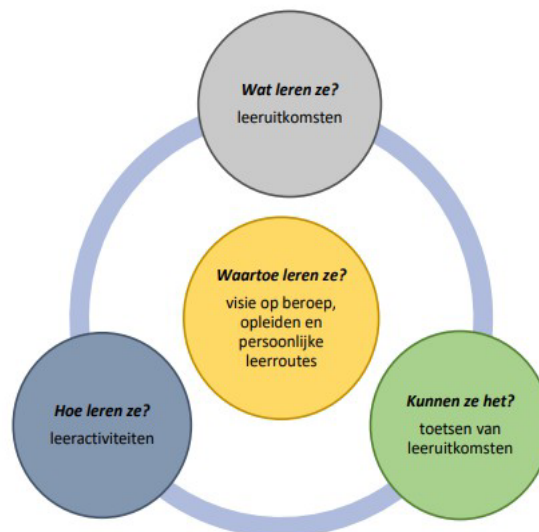 Wat leren ze?
leeruitkomsten
Waartoe leren ze?
visie op beroep,
opleiden en
persoonlijke
leerroutes
Hoe leren ze?
leeractiviteiten
Kunnen ze het?
toetsen van
leeruitkomsten